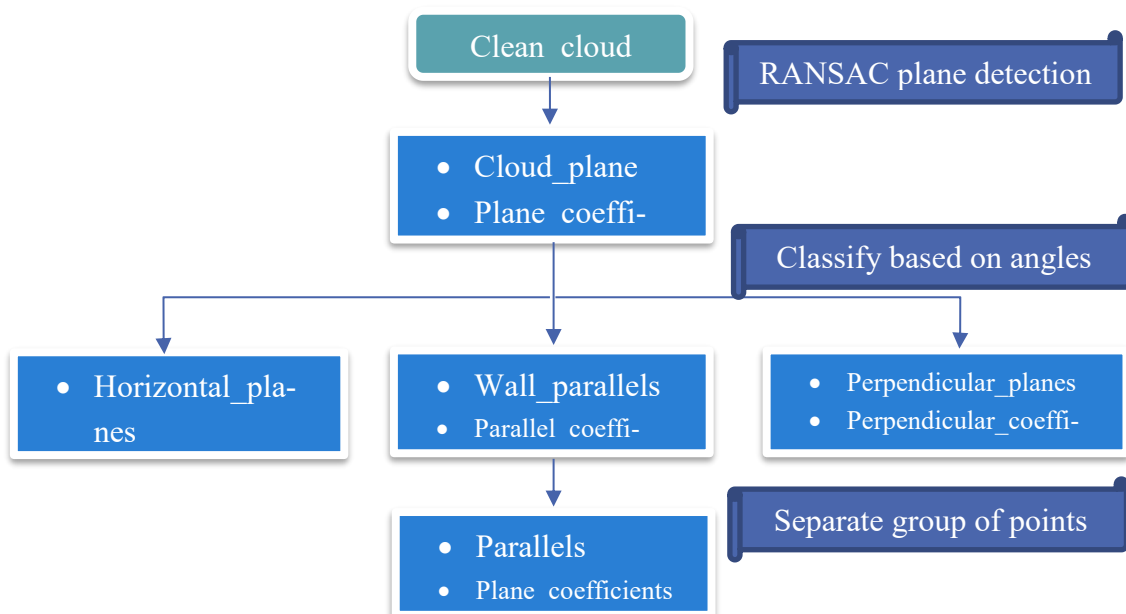 Clean cloud
RANSAC plane detection
Cloud_plane
Plane coeffi-
Classify based on angles
Horizontal_pla-
nes
Wall_parallels
Parallel coeffi-
Perpendicular_planes
Perpendicular_coeffi-
Separate group of points
Parallels
Plane coefficients